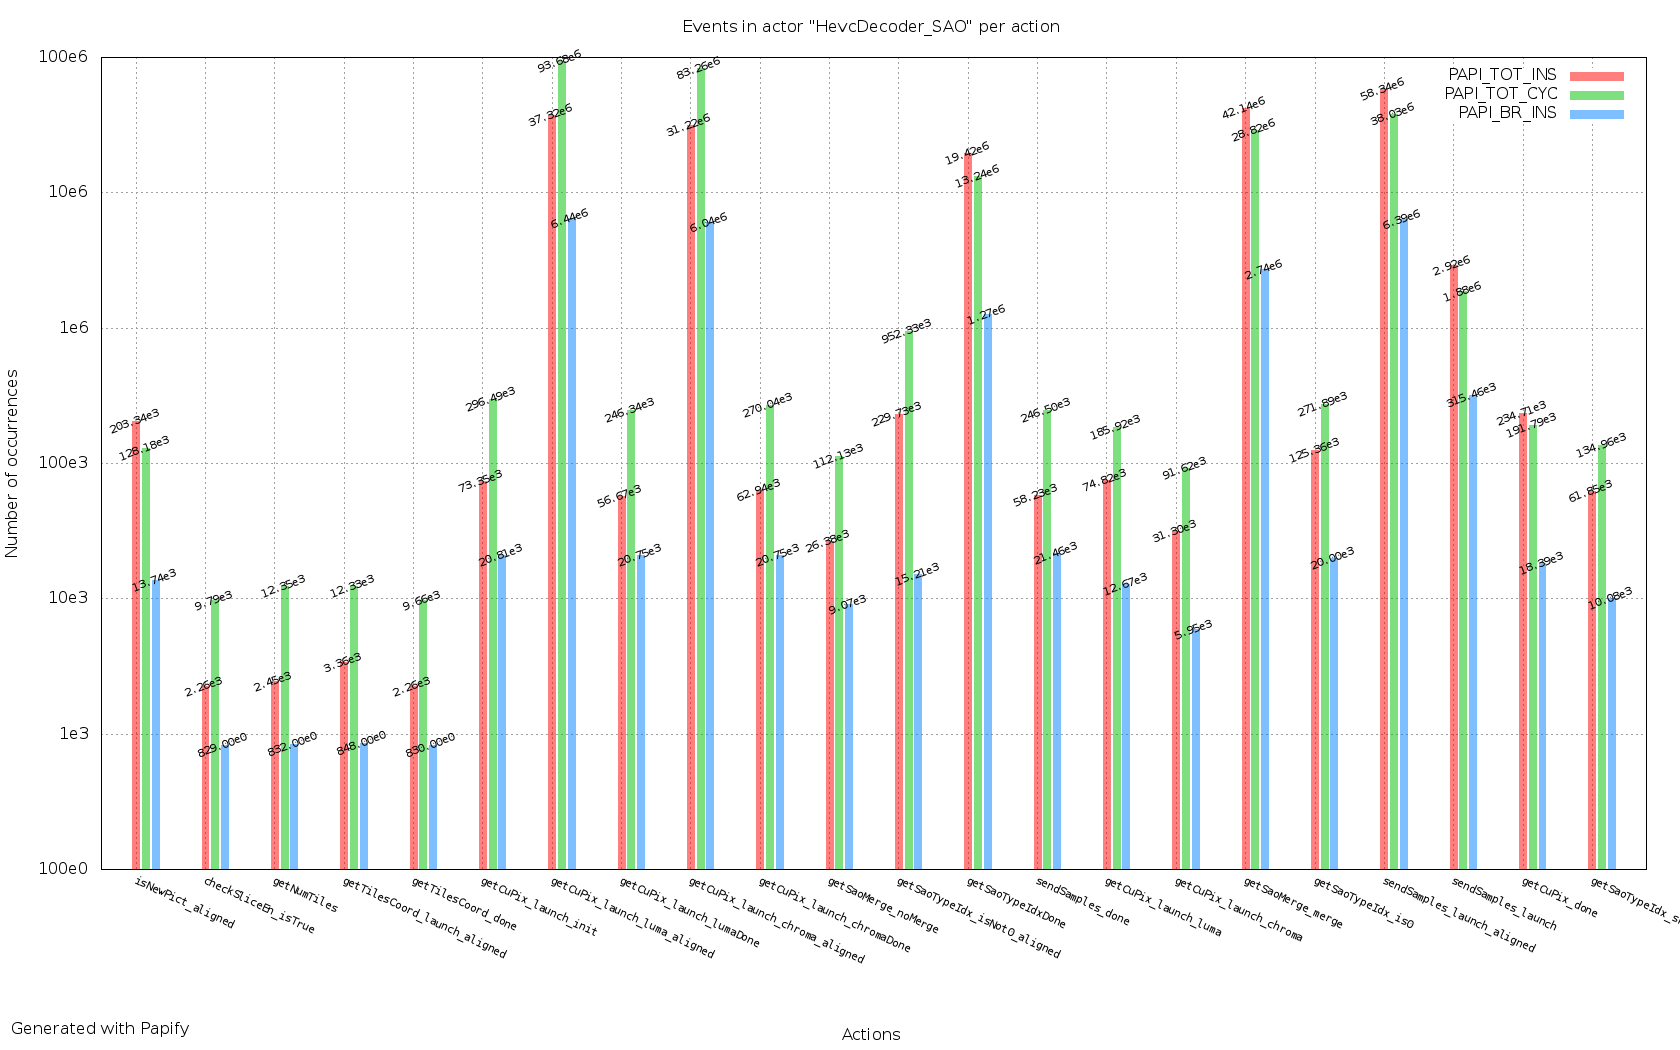 Events in actor "HevcDecoder_SAO" per action
PAPI_TOT_INS
PAPI_TOT_CYC
PAPI_BR_INS
Number of occurrences
100e6
10e6
1e6
100e3
10e3
1e3
100e0
203.34e3
128.18e3
13.74e3
2.26e3
9.79e3
829.00e0
2.45e3
12.35e3
832.00e0
3.36e3
12.33e3
848.00e0
2.26e3
9.66e3
830.00e0
73.35e3
296.49e3
20.81e3
37.32e6
93.68e6
6.44e6
56.67e3
246.34e3
20.75e3
31.22e6
83.26e6
6.04e6
62.94e3
270.04e3
20.75e3
26.38e3
112.13e3
9.07e3
229.73e3
952.33e3
15.21e3
19.42e6
13.24e6
1.27e6
58.23e3
246.50e3
21.46e3
74.82e3
185.92e3
12.67e3
31.30e3
91.62e3
5.95e3
42.14e6
28.82e6
2.74e6
125.36e3
271.89e3
20.00e3
58.34e6
38.03e6
6.39e6
2.92e6
1.88e6
315.46e3
234.71e3
191.79e3
18.39e3
61.85e3
134.96e3
10.08e3
isNewPict_aligned
checkSliceEn_isTrue
getNumTiles
getTilesCoord_launch_aligned
getTilesCoord_done
getCuPix_launch_init
getCuPix_launch_luma_aligned
getCuPix_launch_lumaDone
getCuPix_launch_chroma_aligned
getCuPix_launch_chromaDone
getSaoMerge_noMerge
getSaoTypeIdx_isNot0_aligned
getSaoTypeIdxDone
sendSamples_done
getCuPix_launch_luma
getCuPix_launch_chroma
getSaoMerge_merge
getSaoTypeIdx_is0
sendSamples_launch_aligned
sendSamples_launch
getCuPix_done
Actions
Generated with Papify